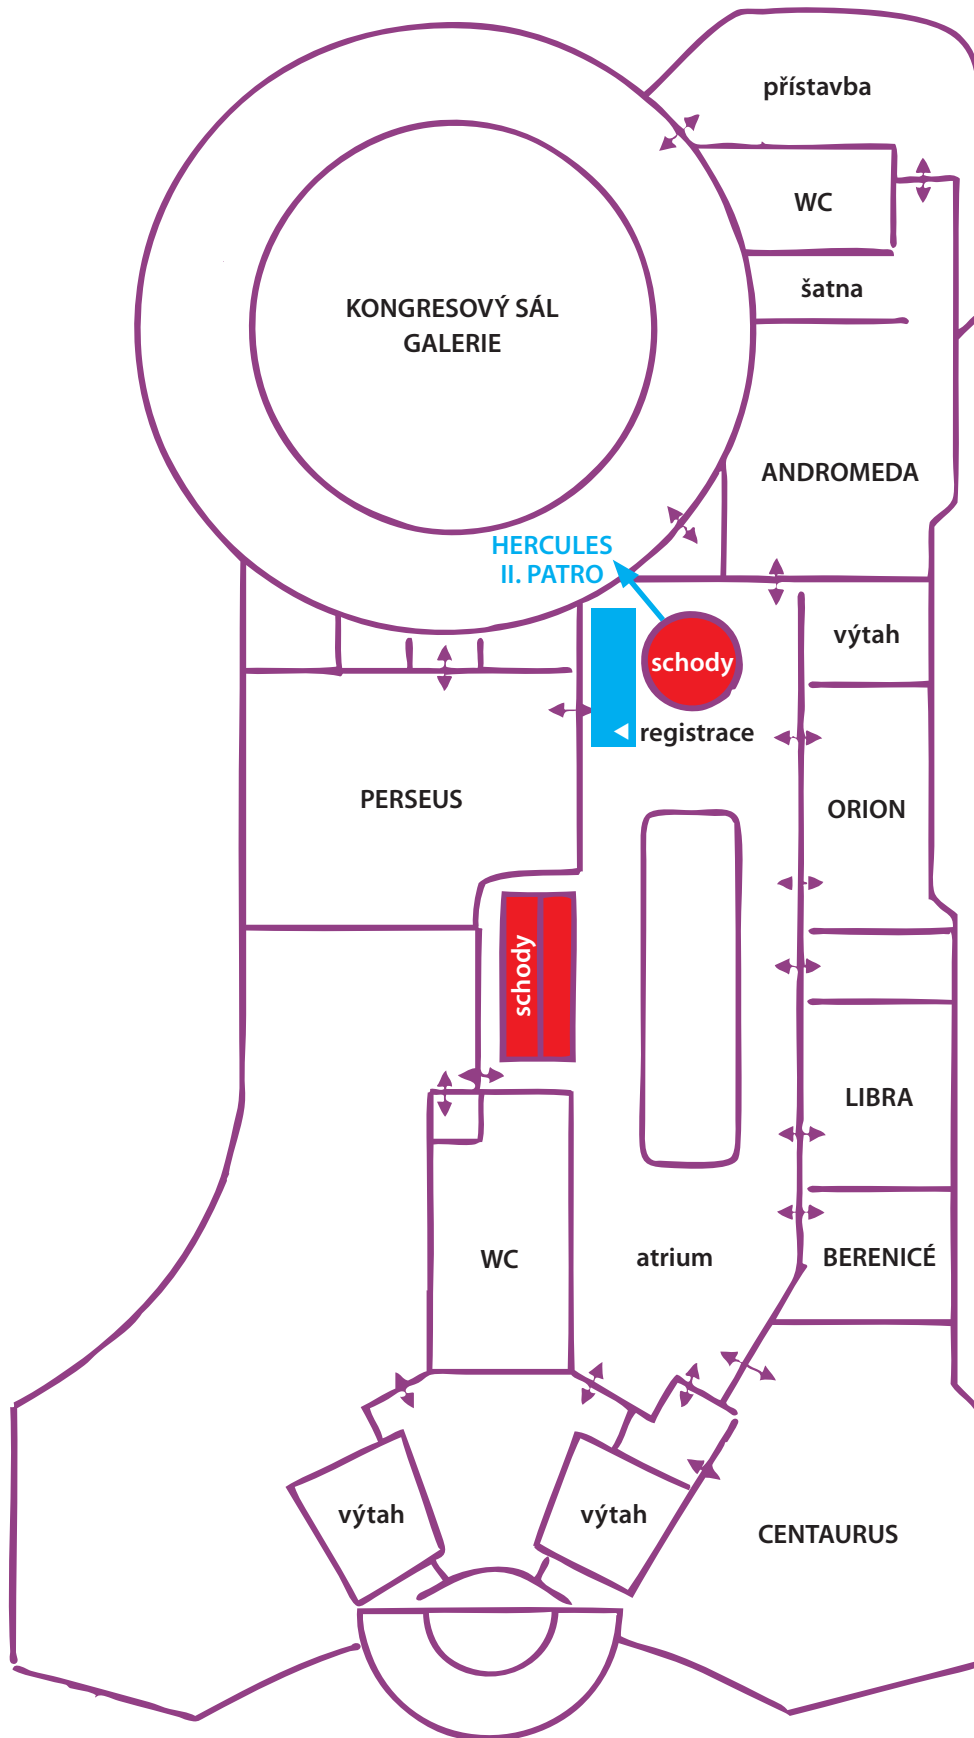 přístavba
WC
šatna
KONGRESOVÝ SÁL
GALERIE
ANDROMEDA
HERCULES
II. PATRO
výtah
schody
registrace
PERSEUS
ORION
schody
LIBRA
WC
atrium
BERENICÉ
výtah
výtah
CENTAURUS